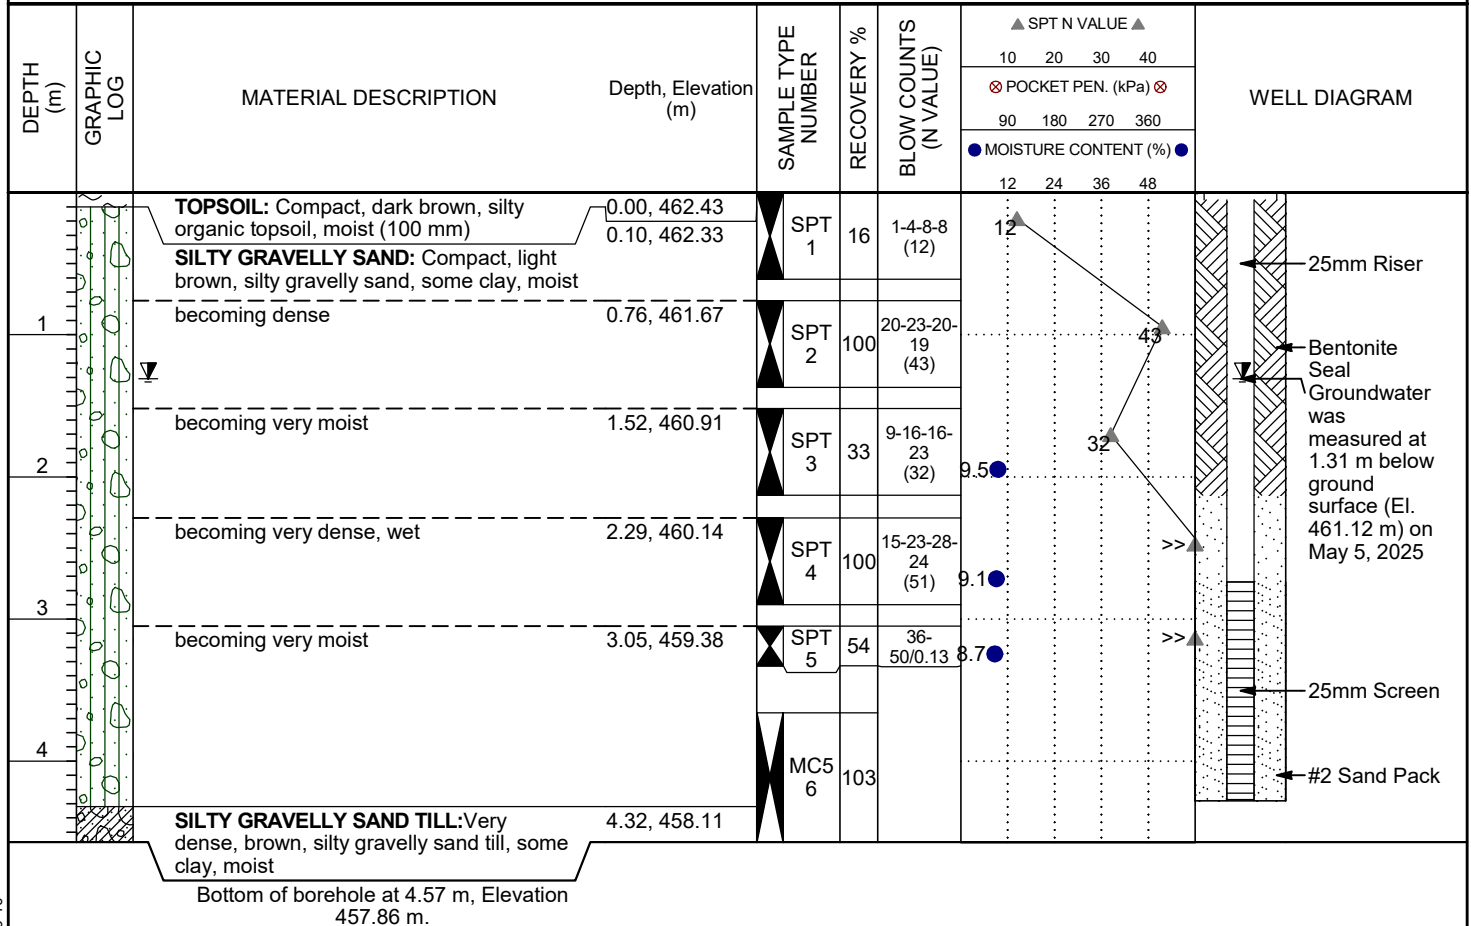 DEPTH
(m)
GRAPHIC
LOG
MATERIAL DESCRIPTION
Depth, Elevation
(m)
SAMPLE TYPE
NUMBER
RECOVERY %
BLOW COUNTS
(N VALUE)
SPT N VALUE
10 20 30 40
POCKET PEN. (kPa)
90 180 270 360
MOISTURE CONTENT (%)
12 24 36 48
WELL DIAGRAM
TOPSOIL: Compact, dark brown, silty
organic topsoil, moist (100 mm)
0.00, 462.43
0.10, 462.33
SILTY GRAVELLY SAND: Compact, light
brown, silty gravelly sand, some clay, moist
SPT
1
16
1-4-8-8
(12)
12
25mm Riser
1
becoming dense
0.76, 461.67
SPT
2
100
20-23-20-
19
(43)
43
Bentonite
Seal
Groundwater
was
measured at
1.31 m below
ground
surface (El.
461.12 m) on
May 5, 2025
becoming very moist
1.52, 460.91
SPT
3
33
9-16-16-
23
(32)
32
9.5
2
becoming very dense, wet
2.29, 460.14
SPT
4
100
15-23-28-
24
(51)
>>
9.1
3
becoming very moist
3.05, 459.38
SPT
5
54
36-
50/0.13
>>
8.7
25mm Screen
4
MC5
6
103
#2 Sand Pack
SILTY GRAVELLY SAND TILL:Very
dense, brown, silty gravelly sand till, some
clay, moist
4.32, 458.11
Bottom of borehole at 4.57 m, Elevation
457.86 m.